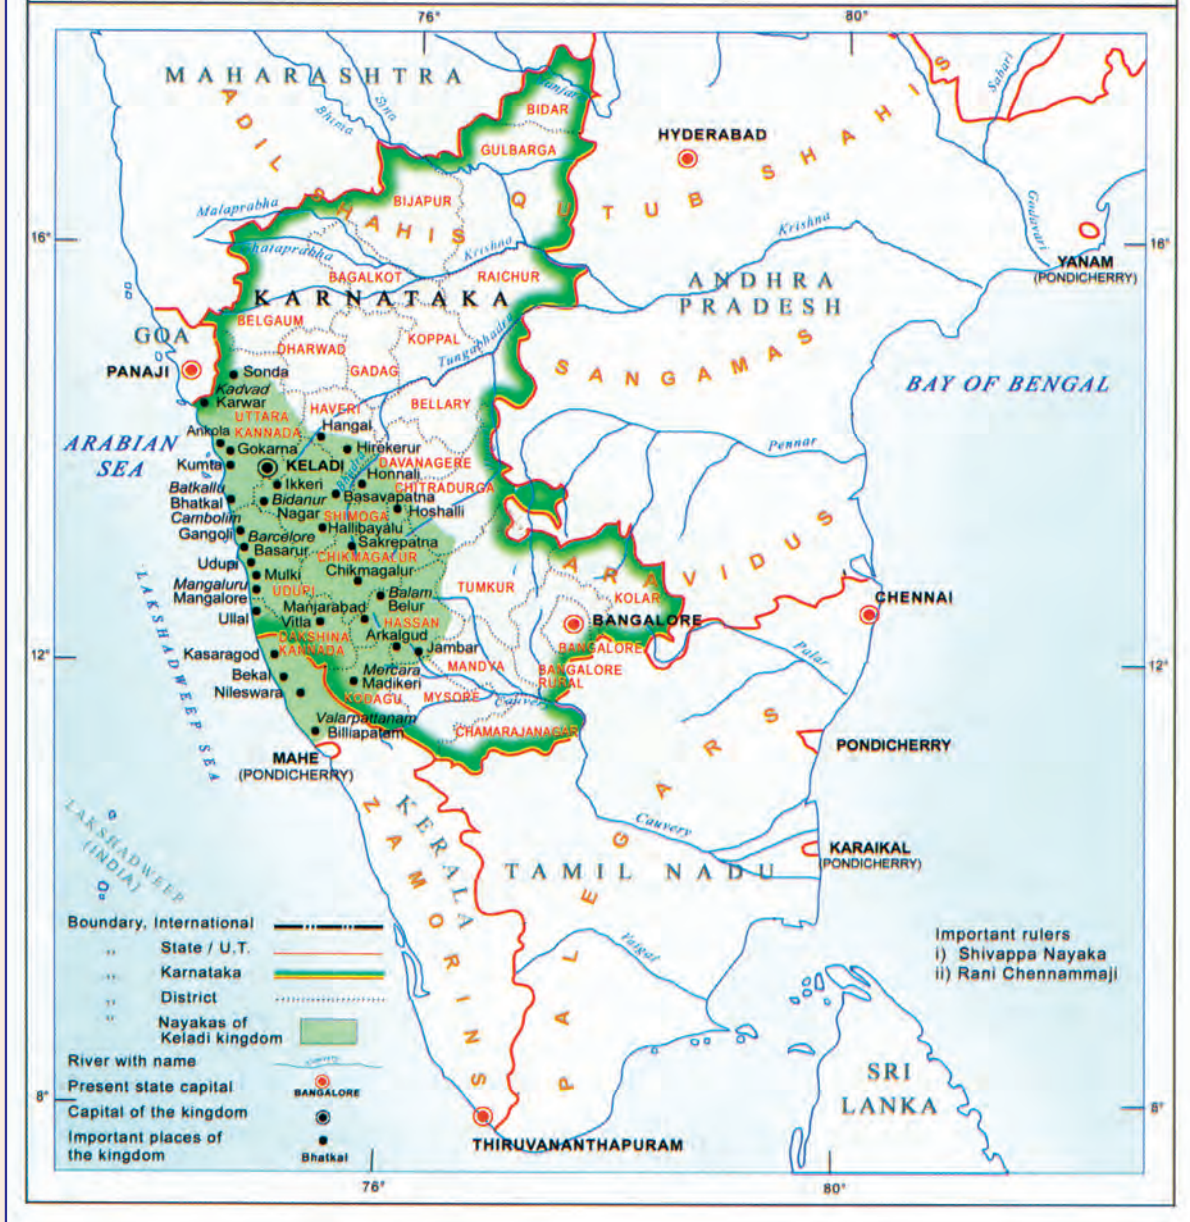 76°
80°
MAHARASHTRA
Sina
Bhima
Manjara
Sabari
BIDAR
ADIL SHAHIS
GULBARGA
HYDERABAD
QUTUB SHAHIS
BIJAPUR
Malaprabha
Ghataprabha
Krishna
Krishna
Godavari
16°
16°
YANAM
(PONDICHERRY)
BAGALKOT
RAICHUR
KARNATAKA
ANDHRA
PRADESH
BELGAUM
GOA
DHARWAD
KOPPAL
GADAG
Tungabhadra
SANGAMAS
PANAJI
Sonda
Kadvad
Karwar
UTTARA
KANNADA
HAVERI
BELLARY
BAY OF BENGAL
ARABIAN
SEA
Ankola
Gokarna
Hangal
Hirekerur
Pennar
Kumta
KELADI
DAVANAGERE
Bhadra
Honnali
Ikkeri
CHITRADURGA
Batkallu
Bhatkal
Bidanur
Nagar
Basavapatna
Hoshalli
SHIMOGA
Cambolim
Gangoli
Hallibayalu
Barcelore
Basarur
Sakrepatna
CHIKMAGALUR
Chikmagalur
ARAVIDUS
Udupi
Mulki
UDUPI
TUMKUR
KOLAR
CHENNAI
Mangaluru
Mangalore
Balam
Belur
Manjarabad
HASSAN
BANGALORE
Ullal
Vitla
Arkalgud
DAKSHINA
KANNADA
Jambar
BANGALORE
BANGALORE
RURAL
Palar
LAKSHADWEEP SEA
12°
12°
Kasaragod
Bekal
Nileswara
Mercara
Madikeri
MANDYA
KODAGU
MYSORE
Cauvery
Valarpattanam
Billiapatem
CHAMARAJANAGAR
MAHE
(PONDICHERRY)
PONDICHERRY
KERALA
ZAMORINS
PALEGARS
Cauvery
KARAIKAL
(PONDICHERRY)
TAMIL NADU
LAKSHADWEEP
(INDIA)
Vaigai
Boundary, International
,, State / U.T.
,, Karnataka
,, District
,, Nayakas of
Keladi kingdom
River with name
Cauvery
Present state capital
BANGALORE
Capital of the kingdom
Important places of
the kingdom
Bhatkal
Important rulers
i) Shivappa Nayaka
ii) Rani Chennammaji
SRI
LANKA
8°
8°
THIRUVANANTHAPURAM
76°
80°